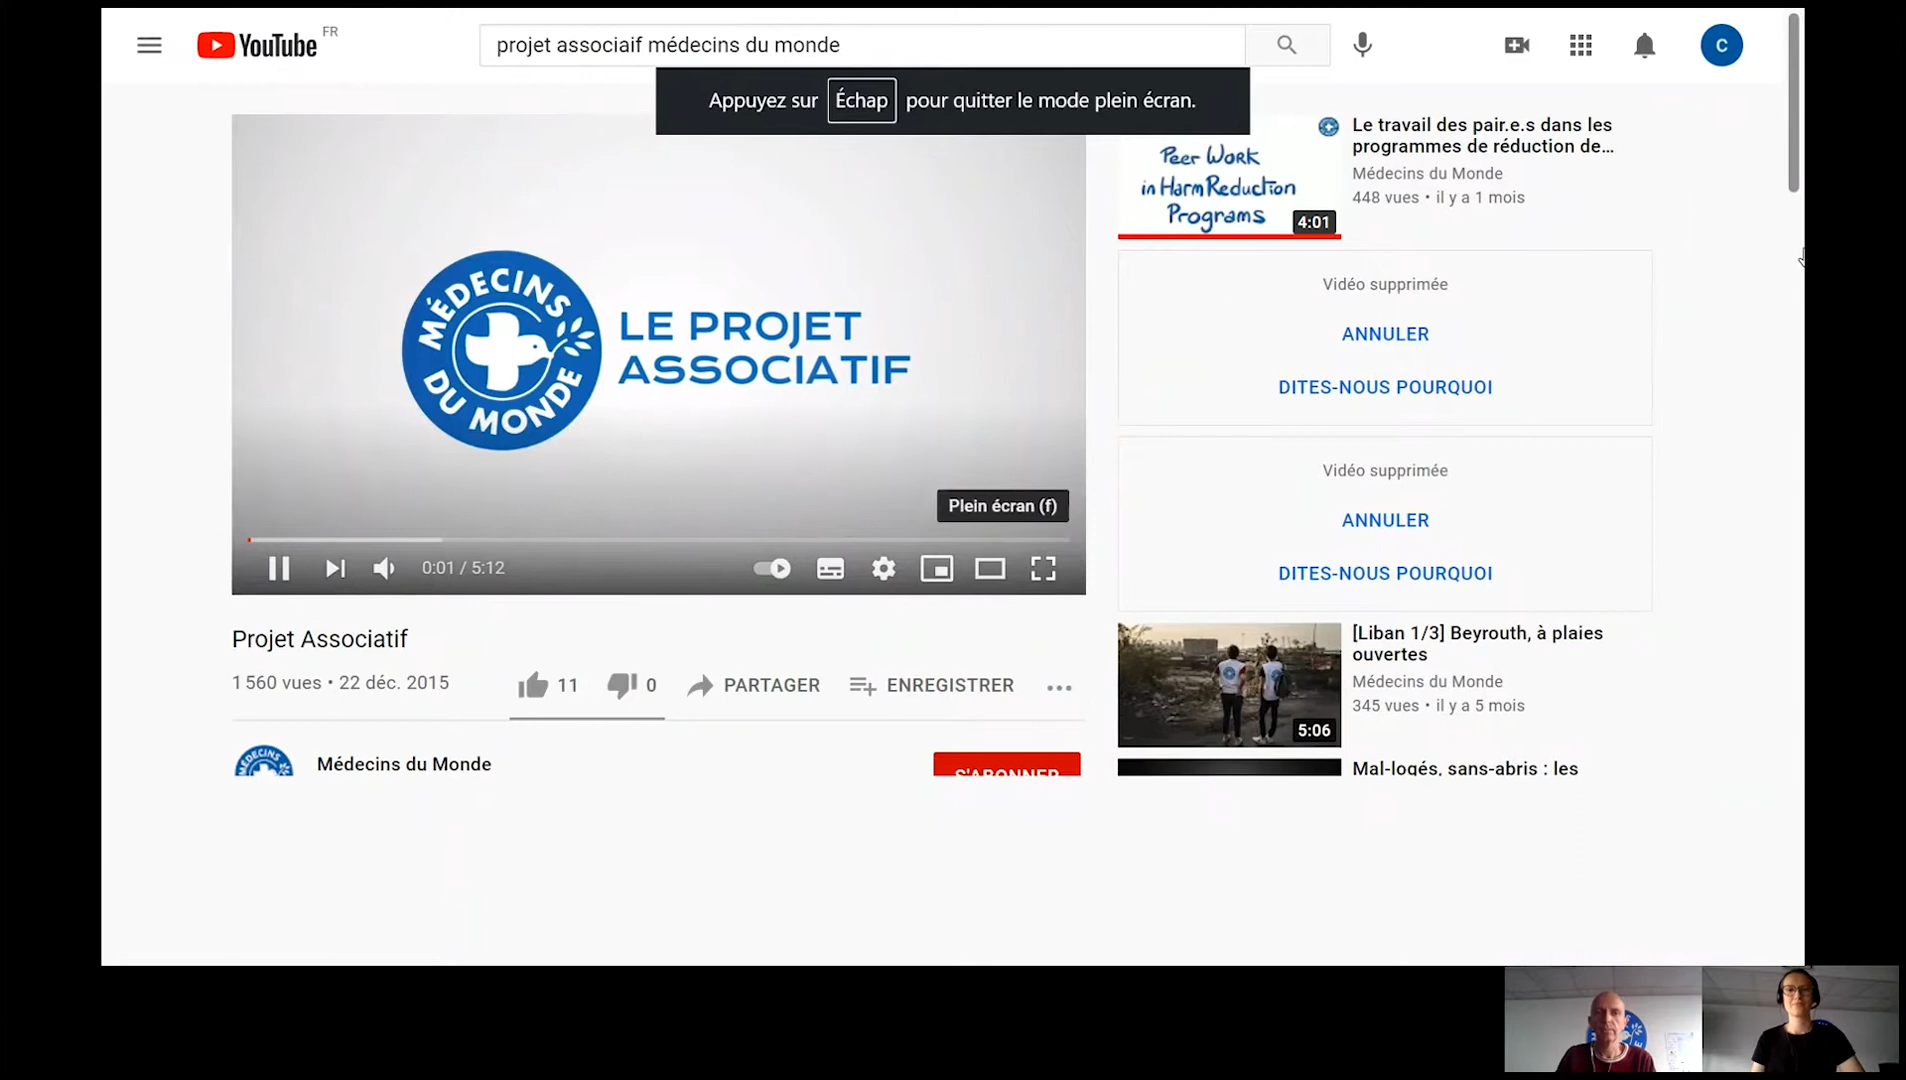 YouTube FR
projet associaif médecins du monde
C
Appuyez sur Échap pour quitter le mode plein écran.
MÉDECINS DU MONDE
LE PROJET
ASSOCIATIF
Plein écran (f)
0:01 / 5:12
Projet Associatif
1 560 vues • 22 déc. 2015
11
0
PARTAGER
ENREGISTRER
Médecins du Monde
S'ABONNER
Peer Work
in Harm Reduction
Programs
4:01
Le travail des pair.e.s dans les
programmes de réduction de...
Médecins du Monde
448 vues • il y a 1 mois
Vidéo supprimée
ANNULER
DITES-NOUS POURQUOI
Vidéo supprimée
ANNULER
DITES-NOUS POURQUOI
5:06
[Liban 1/3] Beyrouth, à plaies
ouvertes
Médecins du Monde
345 vues • il y a 5 mois
Mal-logés, sans-abris : les